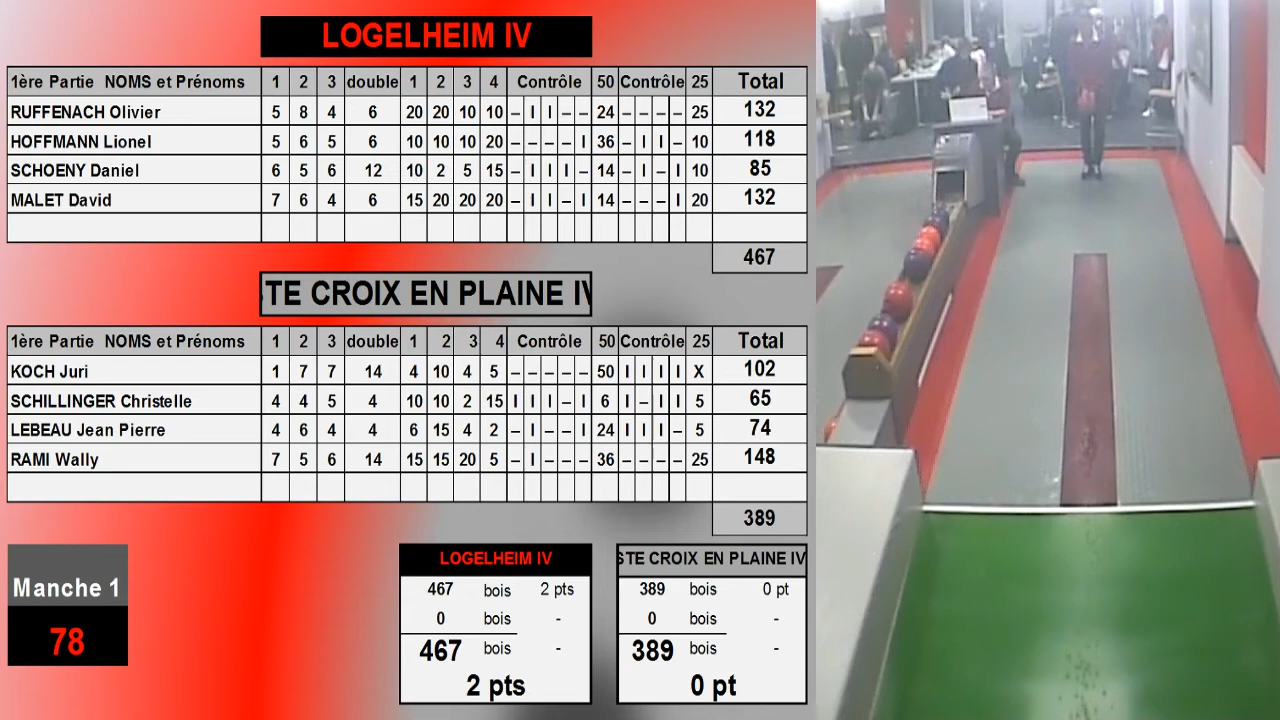 LOGELHEIM IV
1ère Partie NOMS et Prénoms 1 2 3 double 1 2 3 4 Contrôle 50 Contrôle 25 Total
RUFFENACH Olivier 5 8 4 6 20 20 10 10 – I I – – 24 – – – – 25 132
HOFFMANN Lionel 5 6 5 6 10 10 10 20 – – – – I 36 – I I – 10 118
SCHOENY Daniel 6 5 6 12 10 2 5 15 – I I I – 14 – I – I 10 85
MALET David 7 6 4 6 15 20 20 20 – I I – I 14 – – – I 20 132
467
STE CROIX EN PLAINE IV
1ère Partie NOMS et Prénoms 1 2 3 double 1 2 3 4 Contrôle 50 Contrôle 25 Total
KOCH Juri 1 7 7 14 4 10 4 5 – – – – – 50 I I I I X 102
SCHILLINGER Christelle 4 4 5 4 10 10 2 15 I I I – I 6 I – I I 5 65
LEBEAU Jean Pierre 4 6 4 4 6 15 4 2 – I – – I 24 I I I – 5 74
RAMI Wally 7 5 6 14 15 15 20 5 – I – – – 36 – – – – 25 148
389
Manche 1
78
LOGELHEIM IV
467 bois 2 pts
0 bois -
467 bois -
2 pts
STE CROIX EN PLAINE IV
389 bois 0 pt
0 bois -
389 bois -
0 pt